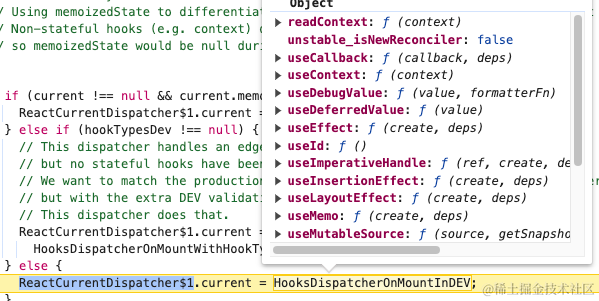 Object
/ Using memoizedState to differentia
readContext: ƒ (context)
/ Non-stateful hooks (e.g. context)
unstable_isNewReconciler: false
/ so memoizedState would be null duri
useCallback: ƒ (callback, deps)
useContext: ƒ (context)
if (current !== null && current.memo
useDebugValue: ƒ (value, formatterFn)
ReactCurrentDispatcher$1.current =
useDeferredValue: ƒ (value)
} else if (hookTypesDev !== null) {
useEffect: ƒ (create, deps)
// This dispatcher handles an edge
useId: ƒ ()
// but no stateful hooks have been
useImperativeHandle: ƒ (ref, create, de
// We want to match the production
useInsertionEffect: ƒ (create, deps)
// but with the extra DEV validati
useLayoutEffect: ƒ (create, deps)
// This dispatcher does that.
useMemo: ƒ (create, deps)
ReactCurrentDispatcher$1.current =
useMutableSource: ƒ (source, getSnapsho
HooksDispatcherOnMountWithHookTy
} else {
ReactCurrentDispatcher$1.current = HooksDispatcherOnMountInDEV;
@稀土掘金技术社区
}